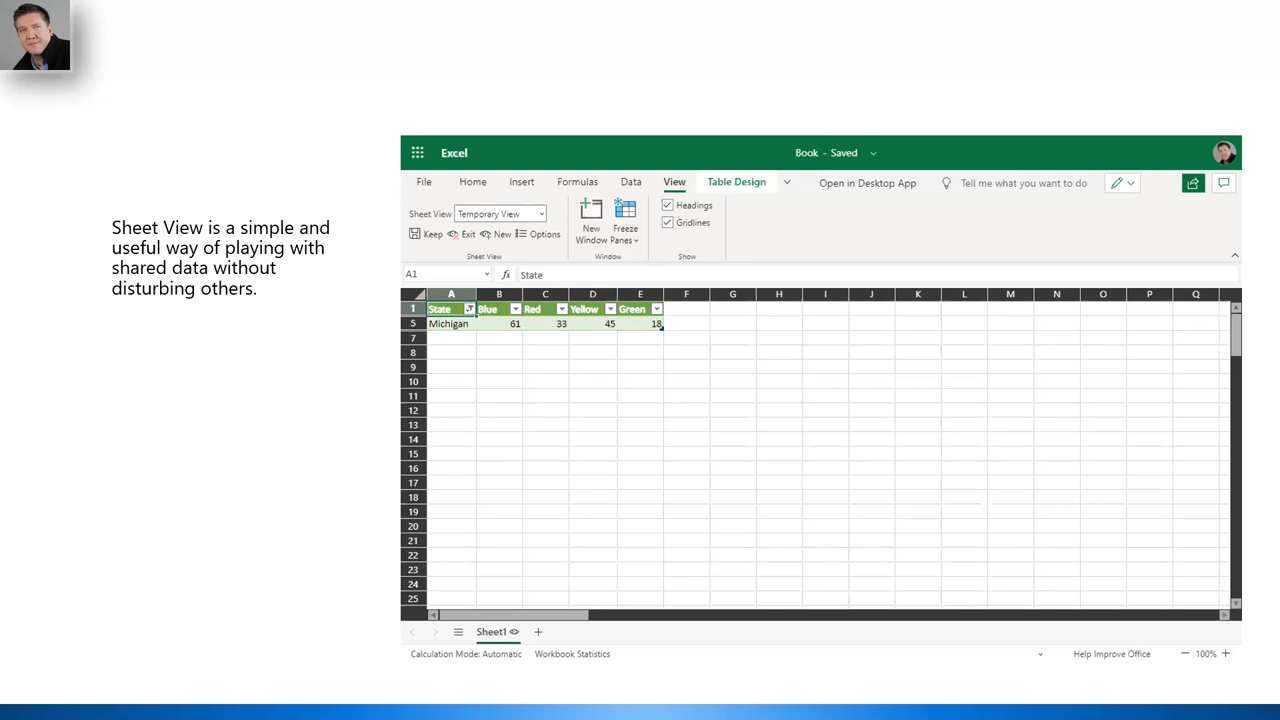 Sheet View is a simple and
useful way of playing with
shared data without
disturbing others.
Excel
Book - Saved
File Home Insert Formulas Data View Table Design Open in Desktop App Tell me what you want to do
Sheet View Temporary View
Keep Exit New Options
Sheet View
New
Window
Freeze
Panes
Window
Headings
Gridlines
Show
A1 fx State
A B C D E F G H I J K L M N O P Q
1 State Blue Red Yellow Green
5 Michigan 61 33 45 18
7
8
9
10
11
12
13
14
15
16
17
18
19
20
21
22
23
24
25
Sheet1
Calculation Mode: Automatic Workbook Statistics Help Improve Office 100%